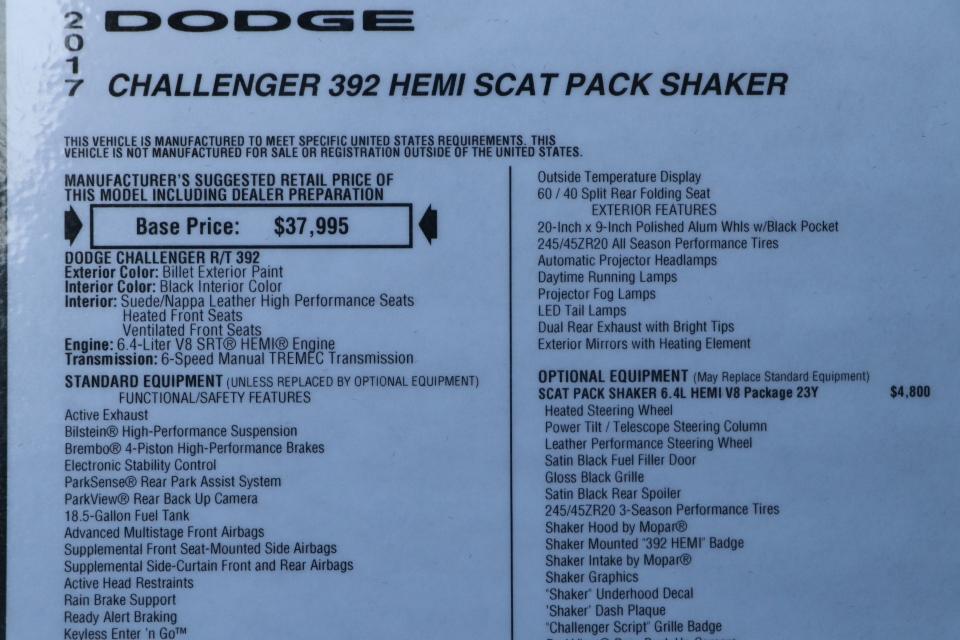 2017
DODGE
CHALLENGER 392 HEMI SCAT PACK SHAKER
THIS VEHICLE IS MANUFACTURED TO MEET SPECIFIC UNITED STATES REQUIREMENTS. THIS
VEHICLE IS NOT MANUFACTURED FOR SALE OR REGISTRATION OUTSIDE OF THE UNITED STATES.
MANUFACTURER'S SUGGESTED RETAIL PRICE OF
THIS MODEL INCLUDING DEALER PREPARATION
Base Price: $37,995
DODGE CHALLENGER R/T 392
Exterior Color: Billet Exterior Paint
Interior Color: Black Interior Color
Interior: Suede/Nappa Leather High Performance Seats
Heated Front Seats
Ventilated Front Seats
Engine: 6.4-Liter V8 SRT® HEMI® Engine
Transmission: 6-Speed Manual TREMEC Transmission
STANDARD EQUIPMENT (UNLESS REPLACED BY OPTIONAL EQUIPMENT)
FUNCTIONAL/SAFETY FEATURES
Active Exhaust
Bilstein® High-Performance Suspension
Brembo® 4-Piston High-Performance Brakes
Electronic Stability Control
ParkSense® Rear Park Assist System
ParkView® Rear Back Up Camera
18.5-Gallon Fuel Tank
Advanced Multistage Front Airbags
Supplemental Front Seat-Mounted Side Airbags
Supplemental Side-Curtain Front and Rear Airbags
Active Head Restraints
Rain Brake Support
Ready Alert Braking
Keyless Enter 'n Go™
Outside Temperature Display
60 / 40 Split Rear Folding Seat
EXTERIOR FEATURES
20-Inch x 9-Inch Polished Alum Whls w/Black Pocket
245/45ZR20 All Season Performance Tires
Automatic Projector Headlamps
Daytime Running Lamps
Projector Fog Lamps
LED Tail Lamps
Dual Rear Exhaust with Bright Tips
Exterior Mirrors with Heating Element
OPTIONAL EQUIPMENT (May Replace Standard Equipment)
SCAT PACK SHAKER 6.4L HEMI V8 Package 23Y $4,800
Heated Steering Wheel
Power Tilt / Telescope Steering Column
Leather Performance Steering Wheel
Satin Black Fuel Filler Door
Gloss Black Grille
Satin Black Rear Spoiler
245/45ZR20 3-Season Performance Tires
Shaker Hood by Mopar®
Shaker Mounted "392 HEMI" Badge
Shaker Intake by Mopar®
Shaker Graphics
"Shaker" Underhood Decal
'Shaker' Dash Plaque
"Challenger Script" Grille Badge